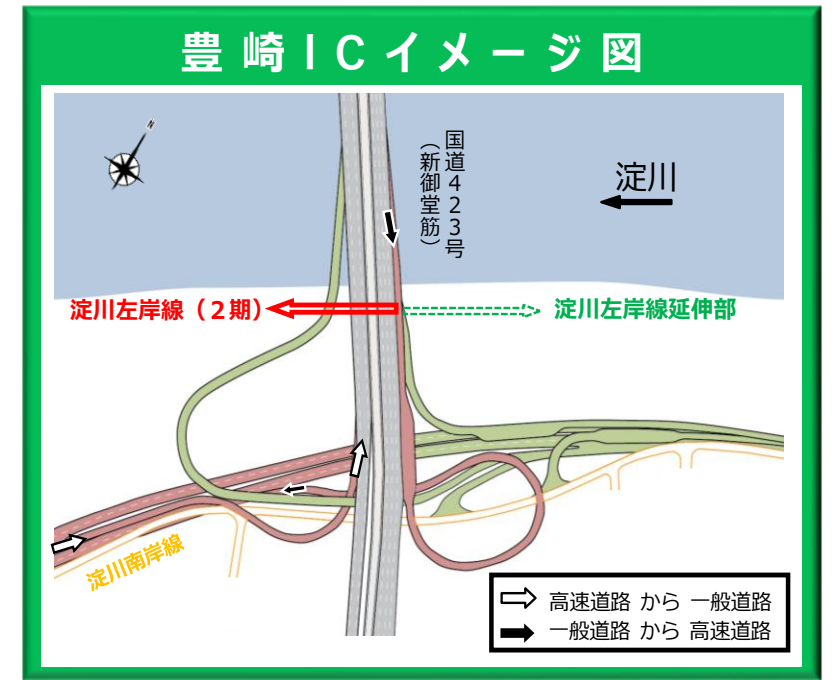 豊崎ICイメージ図
N
国道423号
(新御堂筋)
淀川
淀川左岸線(2期)
淀川左岸線延伸部
淀川南岸線
高速道路 から 一般道路
一般道路 から 高速道路